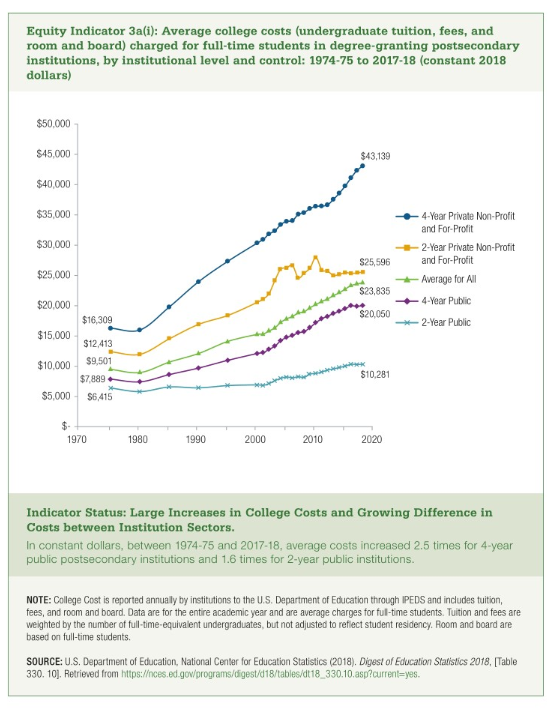 Equity Indicator 3a(i): Average college costs (undergraduate tuition, fees, and
room and board) charged for full-time students in degree-granting postsecondary
institutions, by institutional level and control: 1974-75 to 2017-18 (constant 2018
dollars)
$50,000
$45,000
$40,000
$35,000
$30,000
$25,000
$20,000
$15,000
$10,000
$5,000
$-
1970
1980
1990
2000
2010
2020
$16,309
$12,413
$9,501
$7,889
$6,415
$43,139
$25,596
$23,835
$20,050
$10,281
4-Year Private Non-Profit
and For-Profit
2-Year Private Non-Profit
and For-Profit
Average for All
4-Year Public
2-Year Public
Indicator Status: Large Increases in College Costs and Growing Difference in
Costs between Institution Sectors.
In constant dollars, between 1974-75 and 2017-18, average costs increased 2.5 times for 4-year
public postsecondary institutions and 1.6 times for 2-year public institutions.
NOTE: College Cost is reported annually by institutions to the U.S. Department of Education through IPEDS and includes tuition,
fees, and room and board. Data are for the entire academic year and are average charges for full-time students. Tuition and fees are
weighted by the number of full-time-equivalent undergraduates, but not adjusted to reflect student residency. Room and board are
based on full-time students.
SOURCE: U.S. Department of Education, National Center for Education Statistics (2018). Digest of Education Statistics 2018, [Table
330. 10]. Retrieved from https://nces.ed.gov/programs/digest/d18/tables/dt18_330.10.asp?current=yes.